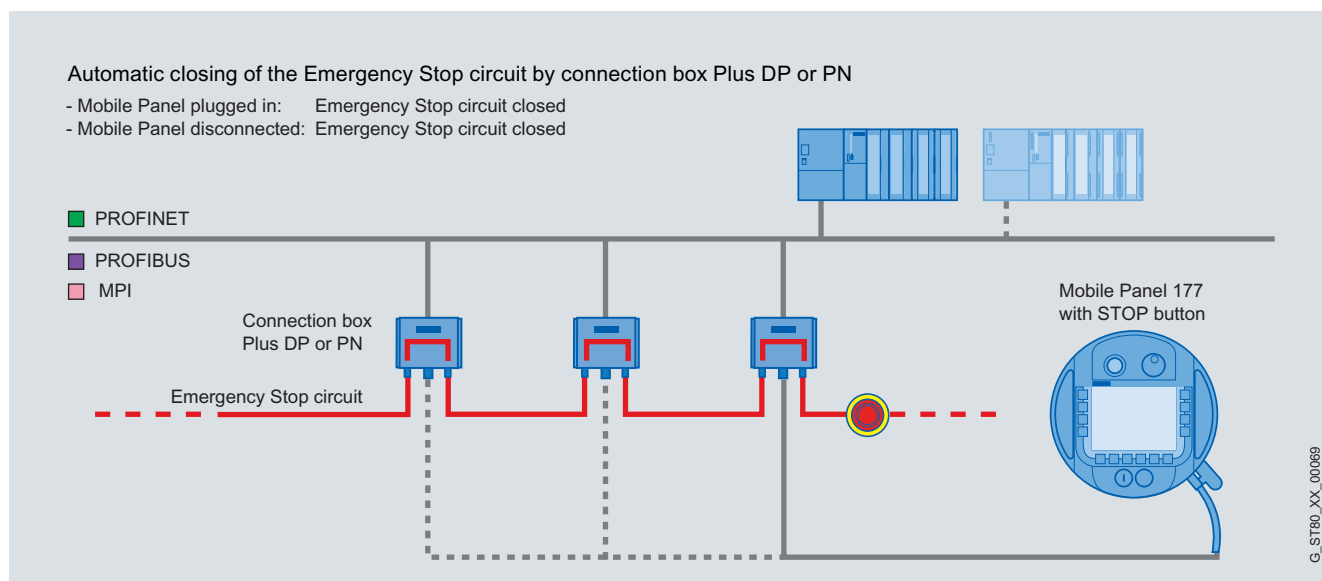 Automatic closing of the Emergency Stop circuit by connection box Plus DP or PN
- Mobile Panel plugged in: Emergency Stop circuit closed
- Mobile Panel disconnected: Emergency Stop circuit closed
PROFINET
PROFIBUS
MPI
Connection box
Plus DP or PN
Mobile Panel 177
with STOP button
Emergency Stop circuit
G_ST80_XX_00069